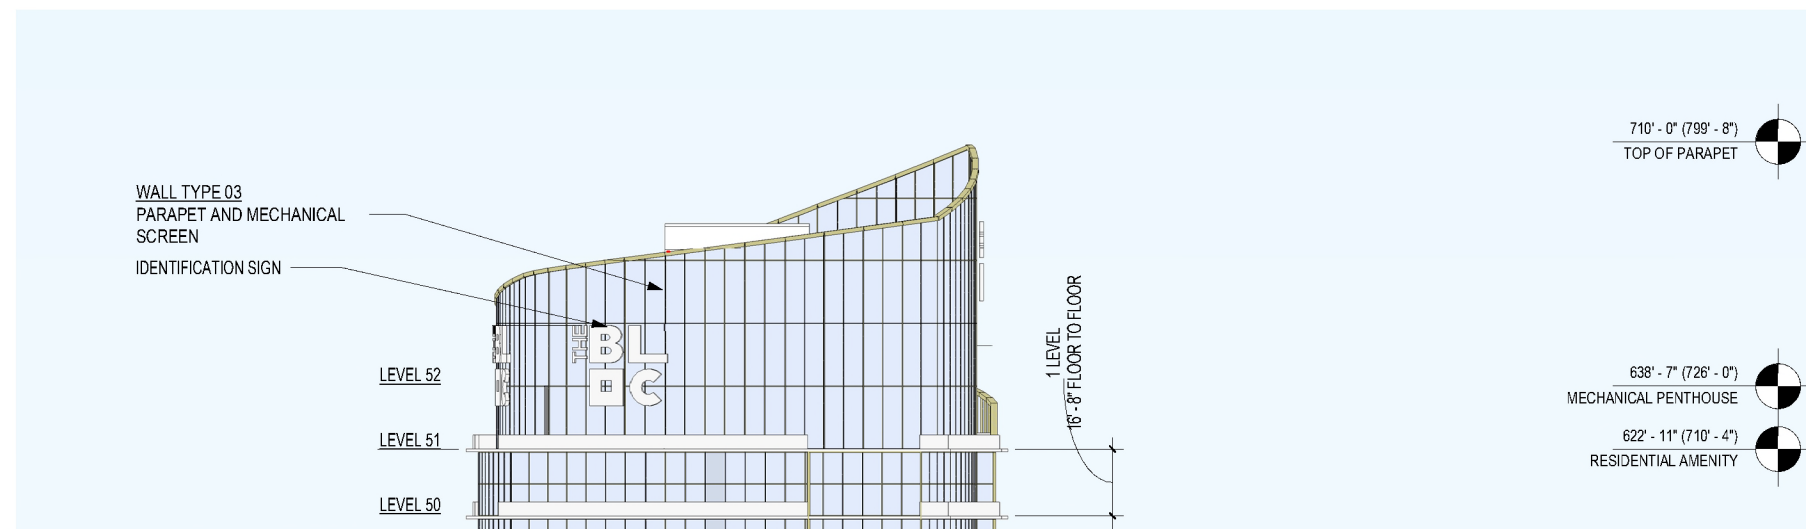 710' - 0" (799' - 8")
TOP OF PARAPET
WALL TYPE 03
PARAPET AND MECHANICAL
SCREEN
IDENTIFICATION SIGN
THE
BL
OC
1 LEVEL
16' - 8" FLOOR TO FLOOR
LEVEL 52
638' - 7" (726' - 0")
MECHANICAL PENTHOUSE
LEVEL 51
622' - 11" (710' - 4")
RESIDENTIAL AMENITY
LEVEL 50